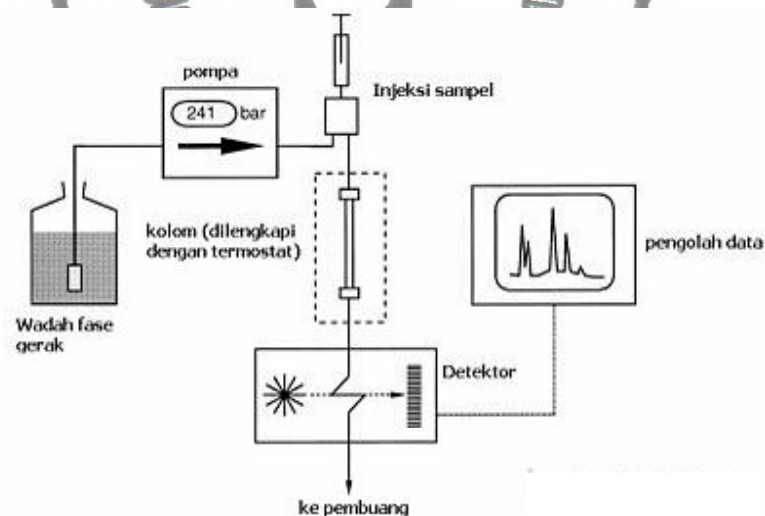 pompa
241 bar
Injeksi sampel
kolom (dilengkapi
dengan termostat)
pengolah data
Wadah fase
gerak
Detektor
ke pembuang